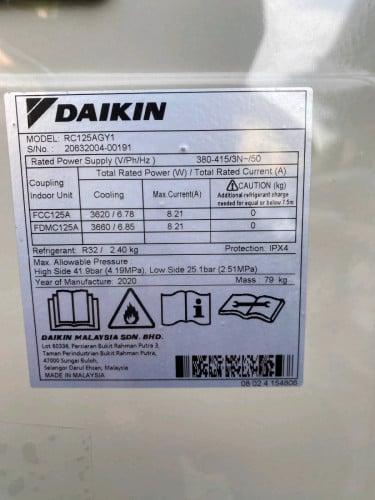 DAIKIN
MODEL: RC125AGY1
S/No. : 20632004-00191
Rated Power Supply (V/Ph/Hz ) 380-415/3N~/50
Coupling Indoor Unit Total Rated Power (W) / Total Rated Current (A)
Cooling Max Current(A) CAUTION (kg) Additional refrigerant charge needed for equal or below 7.5m
FCC125A 3620 / 6.78 8.21 0
FDMC125A 3660 / 6.85 8.21 0
Refrigerant: R32 / 2.40 kg Protection: IPX4
Max. Allowable Pressure
High Side 41.9bar (4.19MPa), Low Side 25.1bar (2.51MPa)
Year of Manufacture: 2020 Mass: 79 kg
DAIKIN MALAYSIA SDN. BHD.
Lot 60334, Persiaran Bukit Rahman Putra 3,
Taman Perindustrian Bukit Rahman Putra,
47000 Sungai Buloh,
Selangor Darul Ehsan, Malaysia
MADE IN MALAYSIA
08 02 4 154806